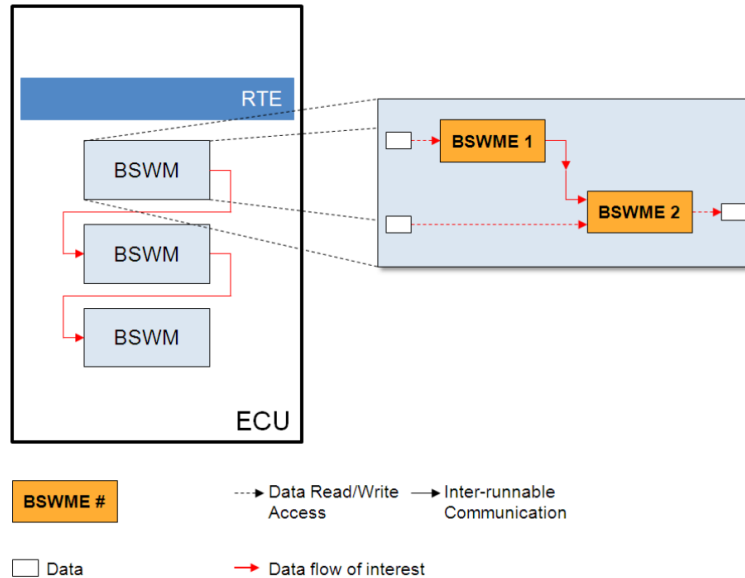 RTE
BSWM
BSWM
BSWM
ECU
BSWME 1
BSWME 2
BSWME #
Data Read/Write
Access
Inter-runnable
Communication
Data
Data flow of interest